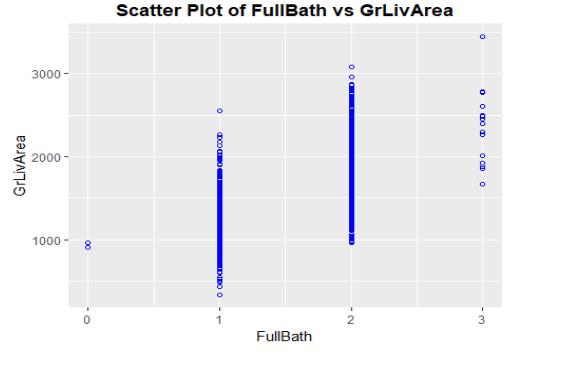 Scatter Plot of FullBath vs GrLivArea
3000
2000
1000
GrLivArea
0 1 2 3
FullBath